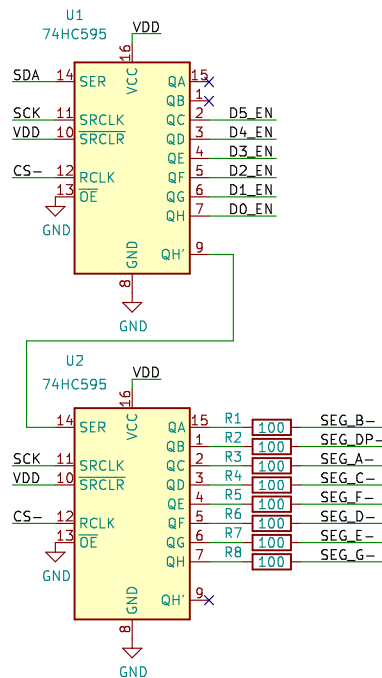 U1
74HC595
VDD
16
VCC
SDA 14 SER QA 15
QB 1
SCK 11 SRCLK QC 2 D5_EN
VDD 10 SRCLR QD 3 D4_EN
QE 4 D3_EN
CS- 12 RCLK QF 5 D2_EN
13 OE QG 6 D1_EN
QH 7 D0_EN
GND
QH' 9
GND
8
GND
U2
74HC595
VDD
16
VCC
14 SER QA 15 R1 100 SEG_B-
QB 1 R2 100 SEG_DP-
SCK 11 SRCLK QC 2 R3 100 SEG_A-
VDD 10 SRCLR QD 3 R4 100 SEG_C-
QE 4 R5 100 SEG_F-
CS- 12 RCLK QF 5 R6 100 SEG_D-
13 OE QG 6 R7 100 SEG_E-
QH 7 R8 100 SEG_G-
GND
QH' 9
GND
8
GND